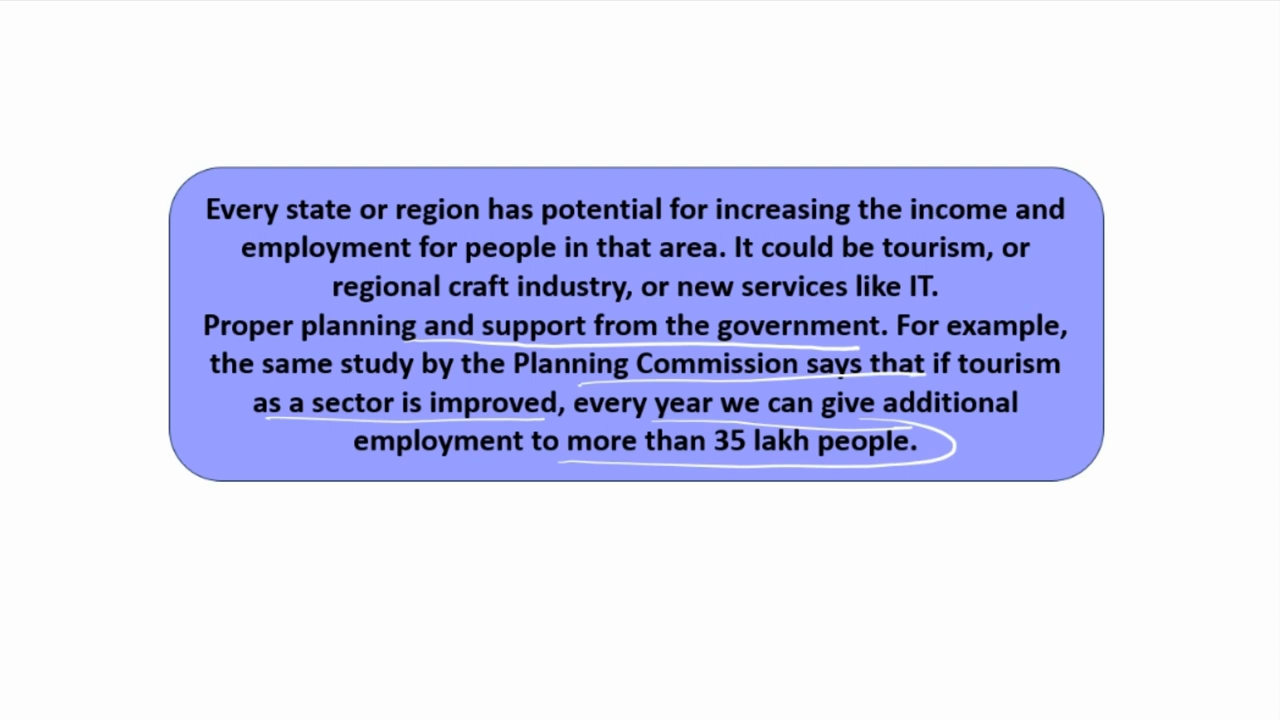 Every state or region has potential for increasing the income and
employment for people in that area. It could be tourism, or
regional craft industry, or new services like IT.
Proper planning and support from the government. For example,
the same study by the Planning Commission says that if tourism
as a sector is improved, every year we can give additional
employment to more than 35 lakh people.